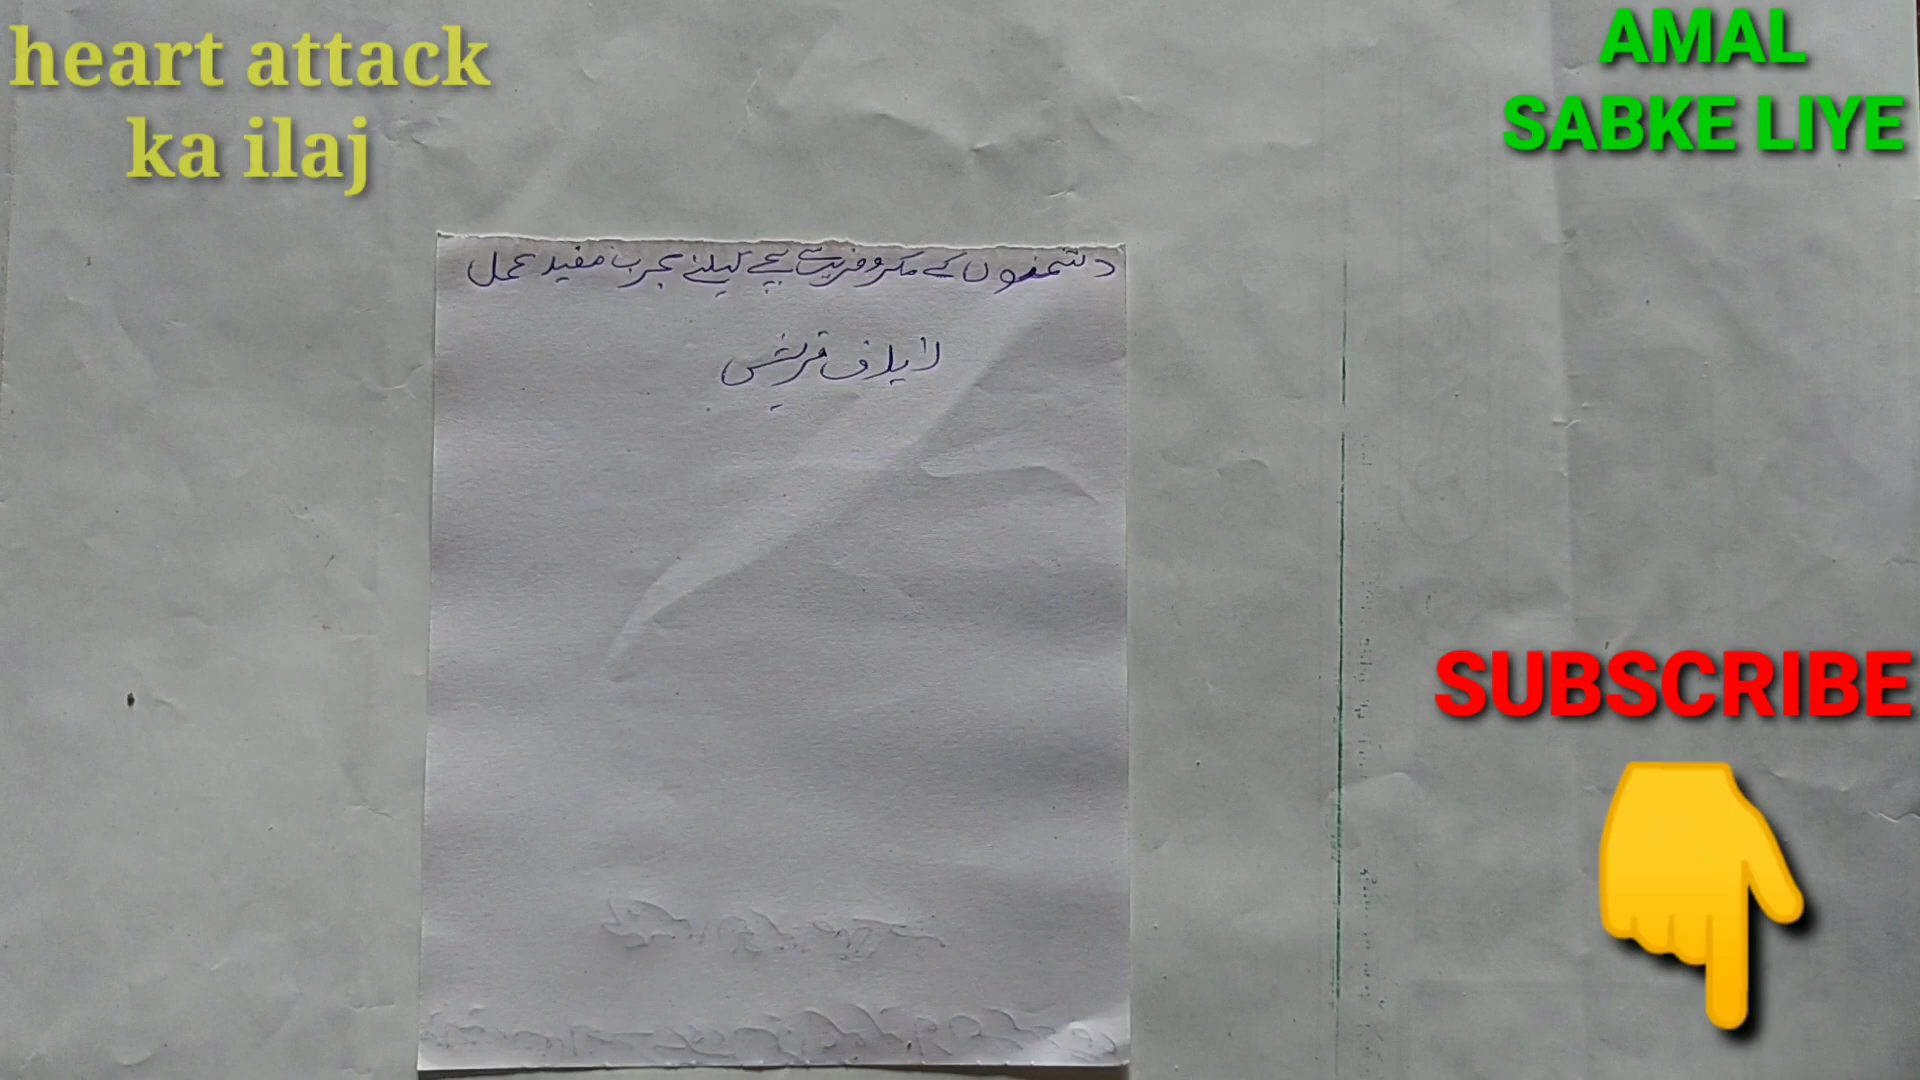 heart attack
ka ilaj
AMAL
SABKE LIYE
دشمنوں کے مکر و فریب سے بچنے کیلئے مجرب مفید عمل
لایلاف قریش
SUBSCRIBE